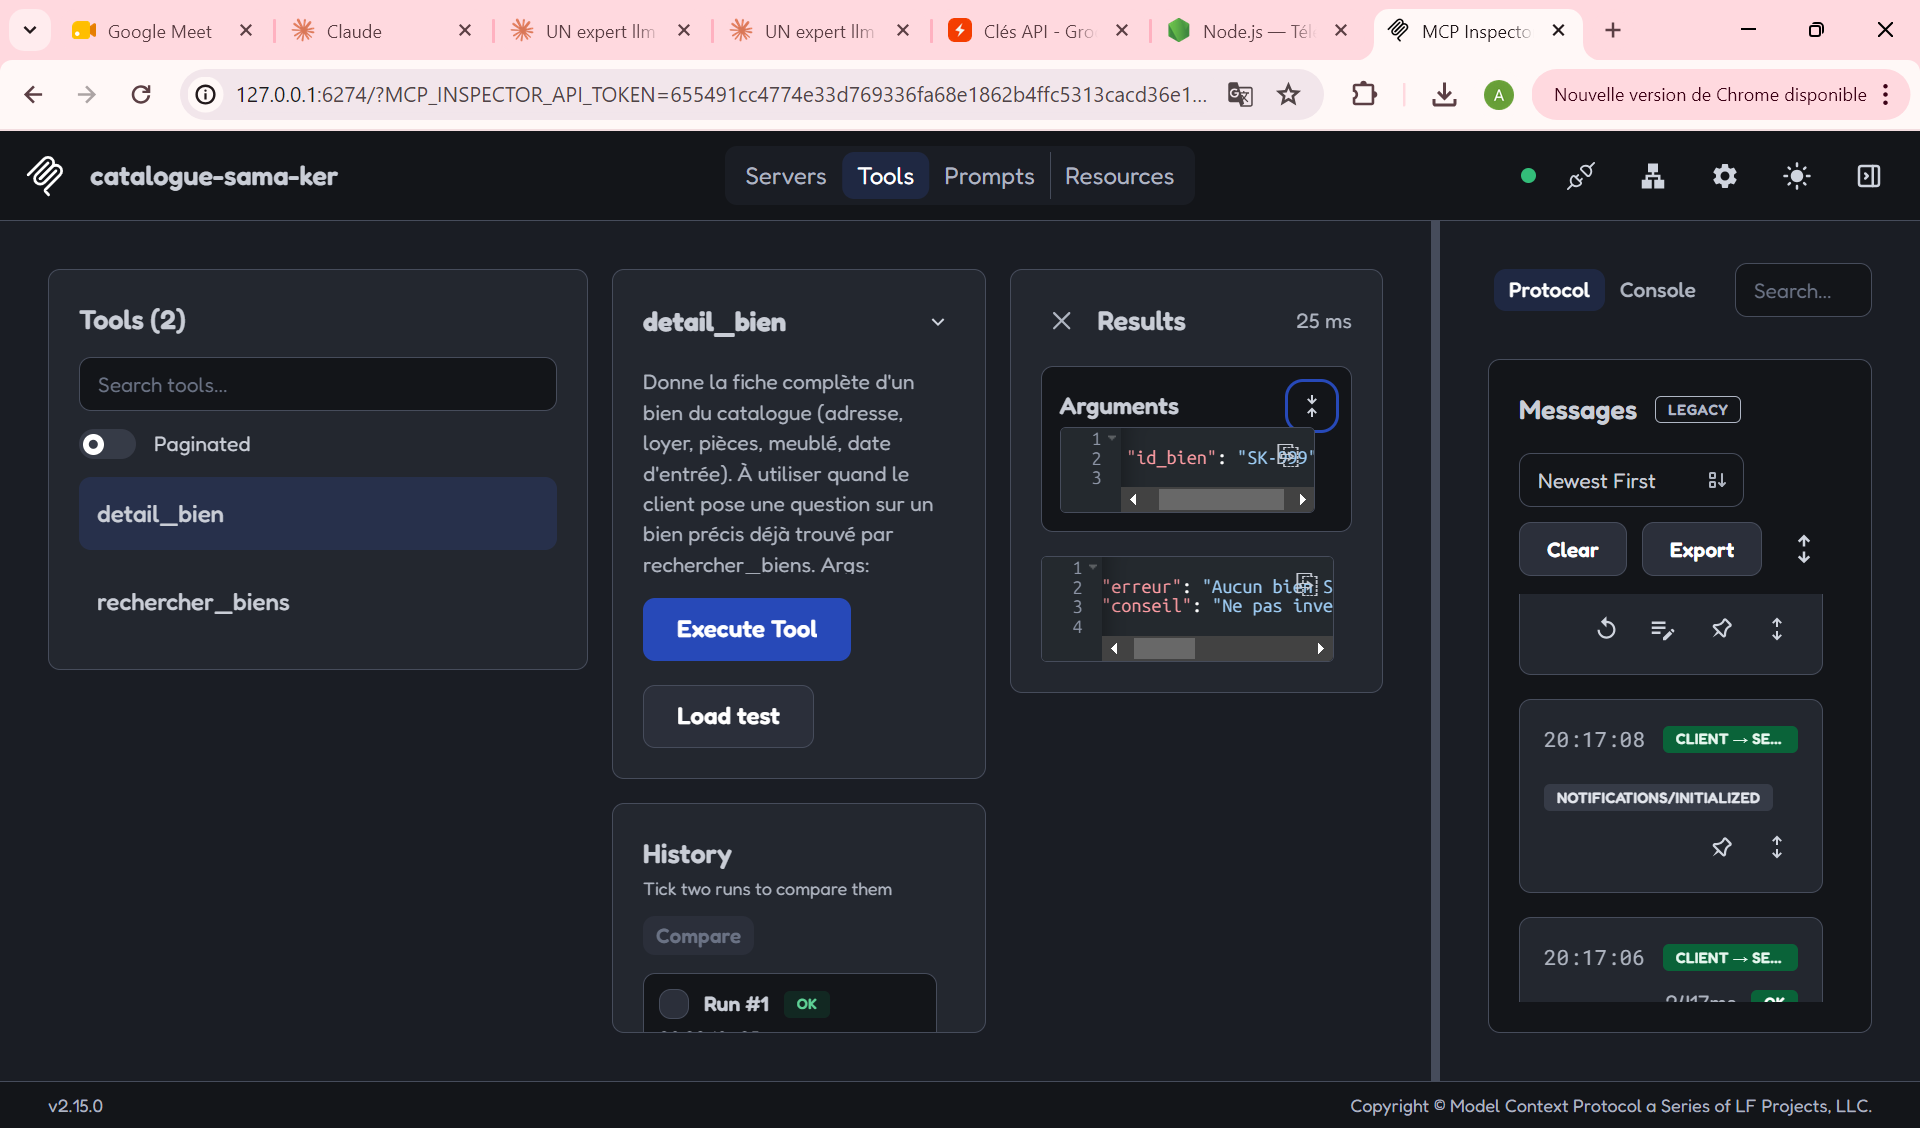 Google Meet
Claude
UN expert llm
UN expert llm
Clés API - Gro
Node.js — Tél
MCP Inspecto
127.0.0.1:6274/?MCP_INSPECTOR_API_TOKEN=655491cc4774e33d769336fa68e1862b4ffc5313cacd36e1...
A
Nouvelle version de Chrome disponible
catalogue-sama-ker
Servers
Tools
Prompts
Resources
Tools (2)
Search tools...
Paginated
detail_bien
rechercher_biens
detail_bien
Donne la fiche complète d'un
bien du catalogue (adresse,
loyer, pièces, meublé, date
d'entrée). À utiliser quand le
client pose une question sur un
bien précis déjà trouvé par
rechercher_biens. Args:
Execute Tool
Load test
History
Tick two runs to compare them
Compare
Run #1 OK
Results
25 ms
Arguments
1
2 "id_bien":
3
1
2 "erreur": "Aucun bien S
3 "conseil": "Ne pas inve
4
Protocol
Console
Search...
Messages
LEGACY
Newest First
Clear
Export
20:17:08
CLIENT → SE...
NOTIFICATIONS/INITIALIZED
20:17:06
CLIENT → SE...
OK
v2.15.0
Copyright © Model Context Protocol a Series of LF Projects, LLC.